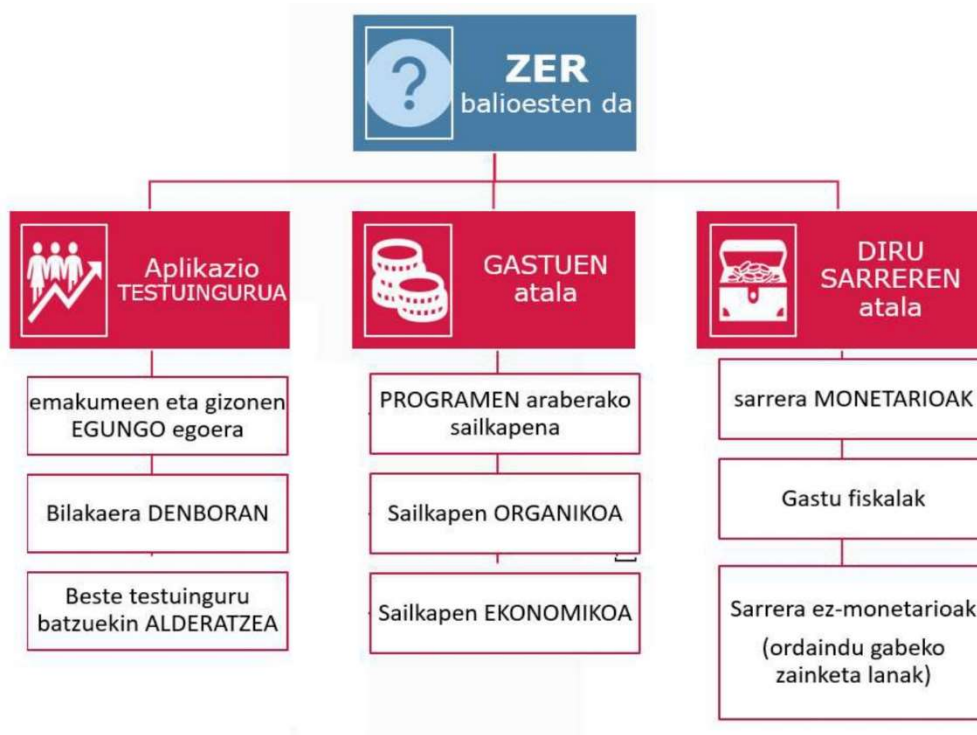 ?
ZER
balioesten da
Aplikazio
TESTUINGURUA
emakumeen eta gizonen
EGUNGO egoera
Bilakaera DENBORAN
Beste testuinguru
batzuekin ALDERATZEA
GASTUEN
atala
PROGRAMEN araberako
sailkapena
Sailkapen ORGANIKOA
Sailkapen EKONOMIKOA
DIRU
SARREREN
atala
sarrera MONETARIOAK
Gastu fiskalak
Sarrera ez-monetarioak
(ordaindu gabeko
zainketa lanak)